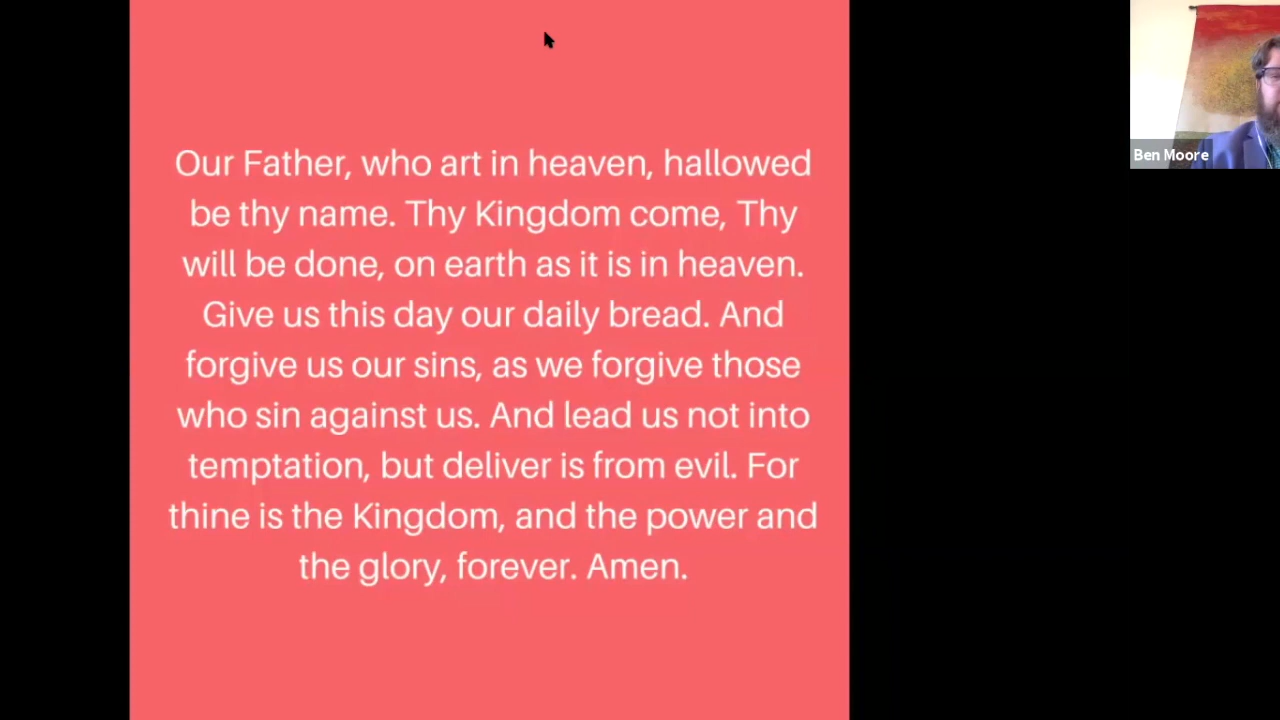 Our Father, who art in heaven, hallowed
be thy name. Thy Kingdom come, Thy
will be done, on earth as it is in heaven.
Give us this day our daily bread. And
forgive us our sins, as we forgive those
who sin against us. And lead us not into
temptation, but deliver is from evil. For
thine is the Kingdom, and the power and
the glory, forever. Amen.
Ben Moore